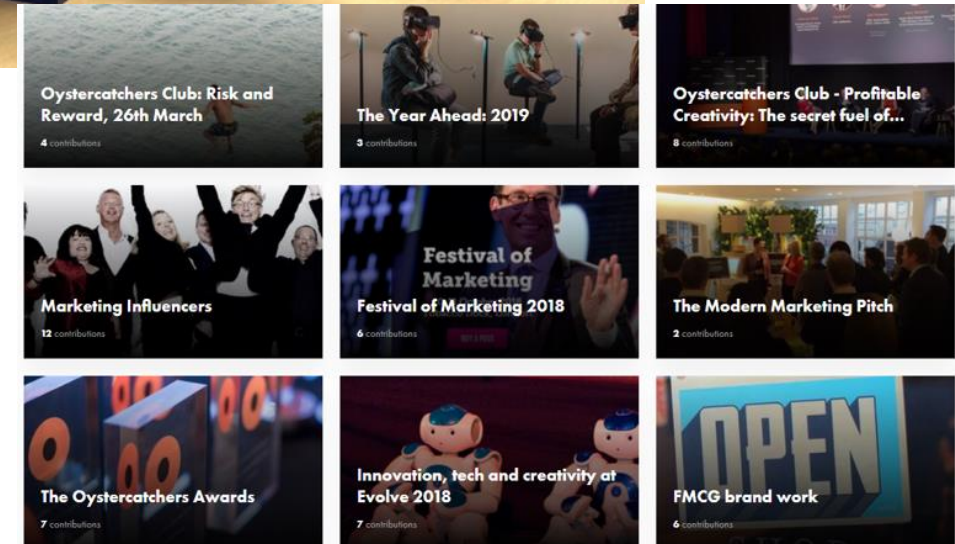 Oystercatchers Club: Risk and
Reward, 26th March
4 contributions
The Year Ahead: 2019
3 contributions
Oystercatchers Club - Profitable
Creativity: The secret fuel of...
8 contributions
Festival of
Marketing
Marketing Influencers
12 contributions
Festival of Marketing 2018
6 contributions
BUY A PASS
The Modern Marketing Pitch
2 contributions
The Oystercatchers Awards
7 contributions
Innovation, tech and creativity at
Evolve 2018
7 contributions
OPEN
FMCG brand work
6 contributions